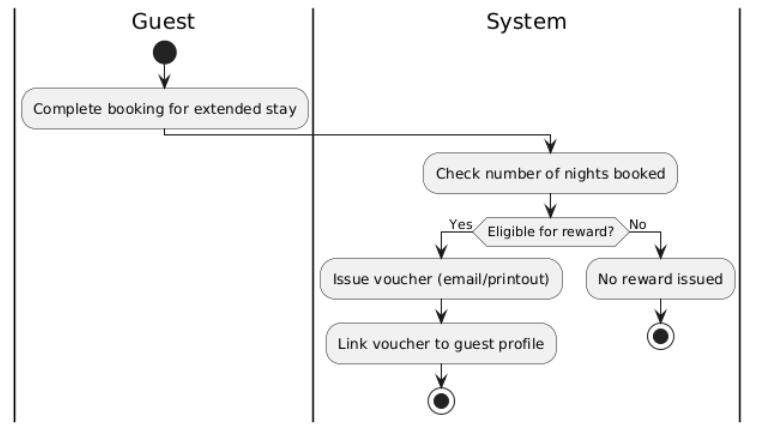 Guest
System
Complete booking for extended stay
Check number of nights booked
Yes
Eligible for reward?
No
Issue voucher (email/printout)
No reward issued
Link voucher to guest profile